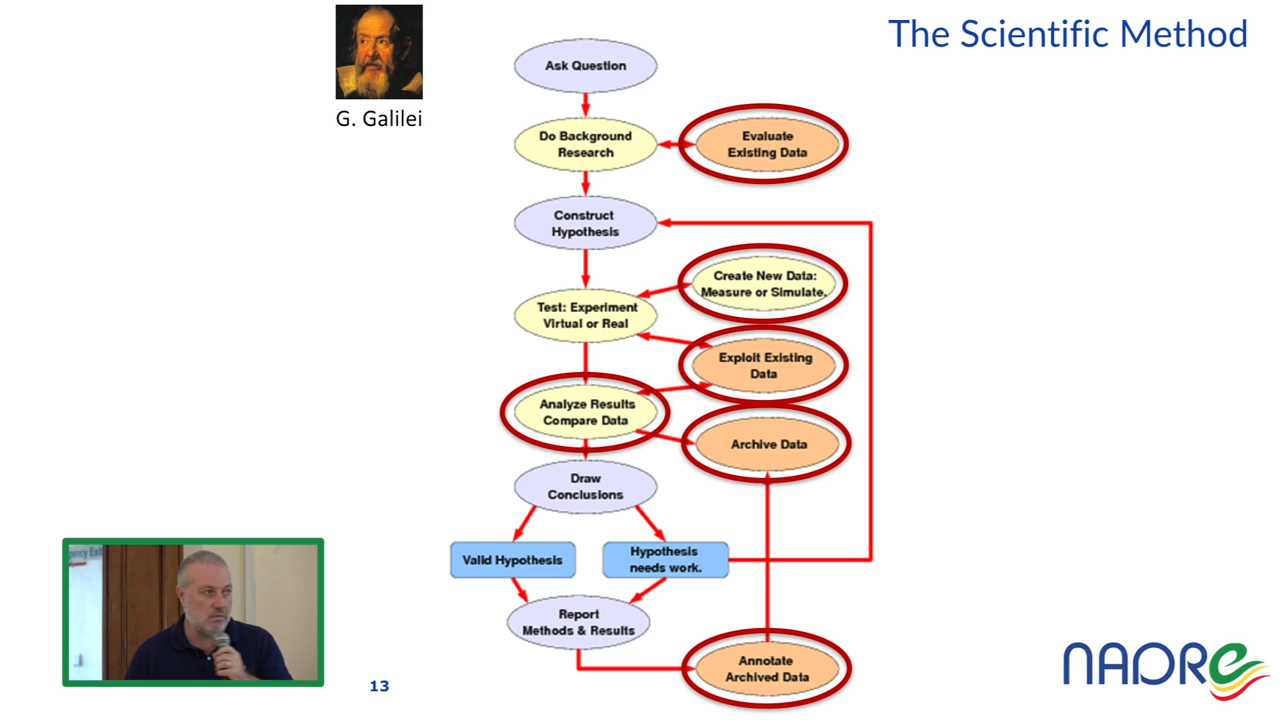 The Scientific Method
G. Galilei
Ask Question
Do Background
Research
Evaluate
Existing Data
Construct
Hypothesis
Create New Data:
Measure or Simulate.
Test: Experiment
Virtual or Real
Exploit Existing
Data
Analyze Results
Compare Data
Archive Data
Draw
Conclusions
Valid Hypothesis
Hypothesis
needs work.
Report
Methods & Results
Annotate
Archived Data
13
NADRe